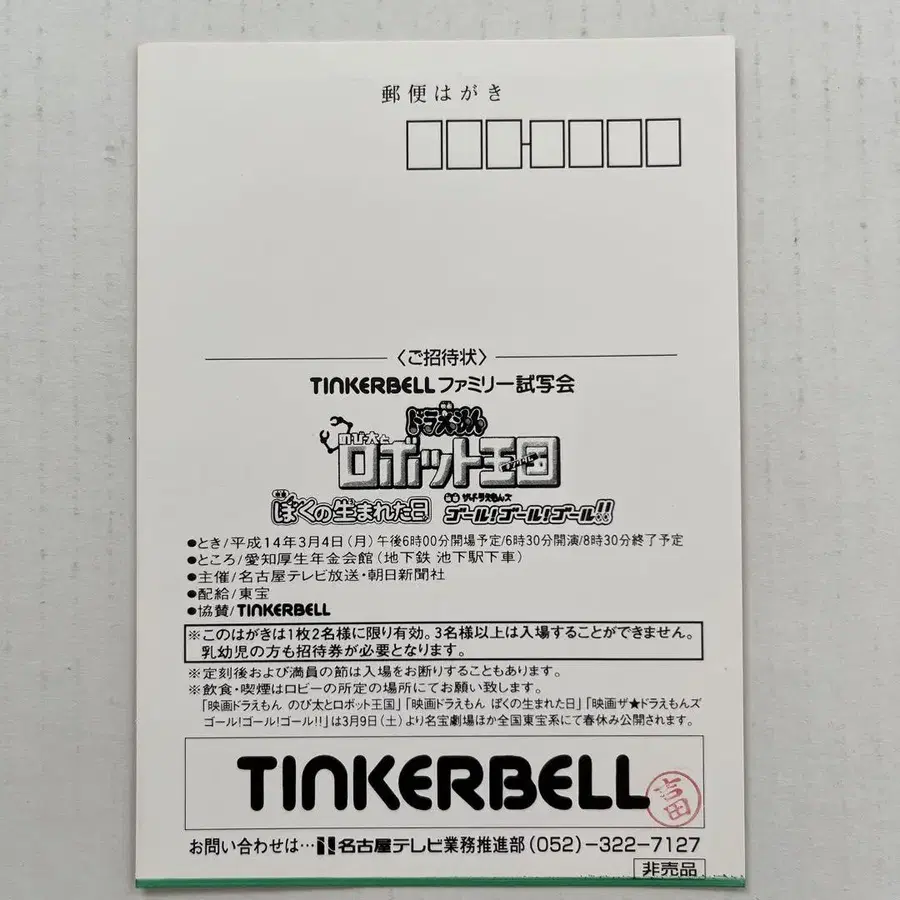 郵便はがき
〈ご招待状〉
TINKERBELL ファミリー試写会
映画
ドラえもん
のび太と
ロボット王国
キングダム
映画 ぼくの生まれた日
映画 ザ・ドラえもんズ
ゴール!ゴール!ゴール!!
●とき/平成14年3月4日(月)午後6時00分開場予定/6時30分開演/8時30分終了予定
●ところ/愛知厚生年金会館(地下鉄 池下駅下車)
●主催/名古屋テレビ放送・朝日新聞社
●配給/東宝
●協賛/TINKERBELL
※このはがきは1枚2名様に限り有効。3名様以上は入場することができません。
乳幼児の方も招待券が必要となります。
※定刻後および満員の節は入場をお断りすることもあります。
※飲食・喫煙はロビーの所定の場所にてお願い致します。
「映画ドラえもん のび太とロボット王国」「映画ドラえもん ぼくの生まれた日」「映画ザ★ドラえもんズ
ゴール!ゴール!ゴール!!」は3月9日(土)より名宝劇場ほか全国東宝系にて春休み公開されます。
TINKERBELL
お問い合わせは…名古屋テレビ業務推進部(052)-322-7127
非売品